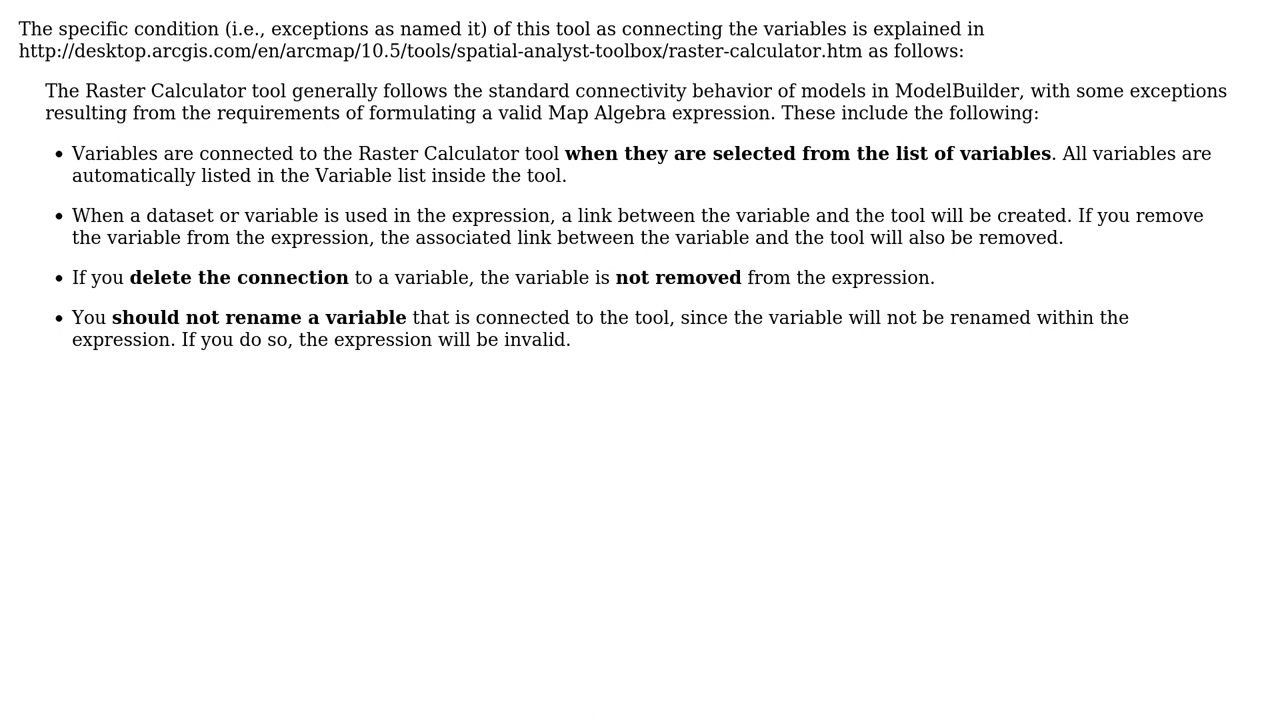 The specific condition (i.e., exceptions as named it) of this tool as connecting the variables is explained in
http://desktop.arcgis.com/en/arcmap/10.5/tools/spatial-analyst-toolbox/raster-calculator.htm as follows:
The Raster Calculator tool generally follows the standard connectivity behavior of models in ModelBuilder, with some exceptions
resulting from the requirements of formulating a valid Map Algebra expression. These include the following:
• Variables are connected to the Raster Calculator tool when they are selected from the list of variables. All variables are
automatically listed in the Variable list inside the tool.
• When a dataset or variable is used in the expression, a link between the variable and the tool will be created. If you remove
the variable from the expression, the associated link between the variable and the tool will also be removed.
• If you delete the connection to a variable, the variable is not removed from the expression.
• You should not rename a variable that is connected to the tool, since the variable will not be renamed within the
expression. If you do so, the expression will be invalid.